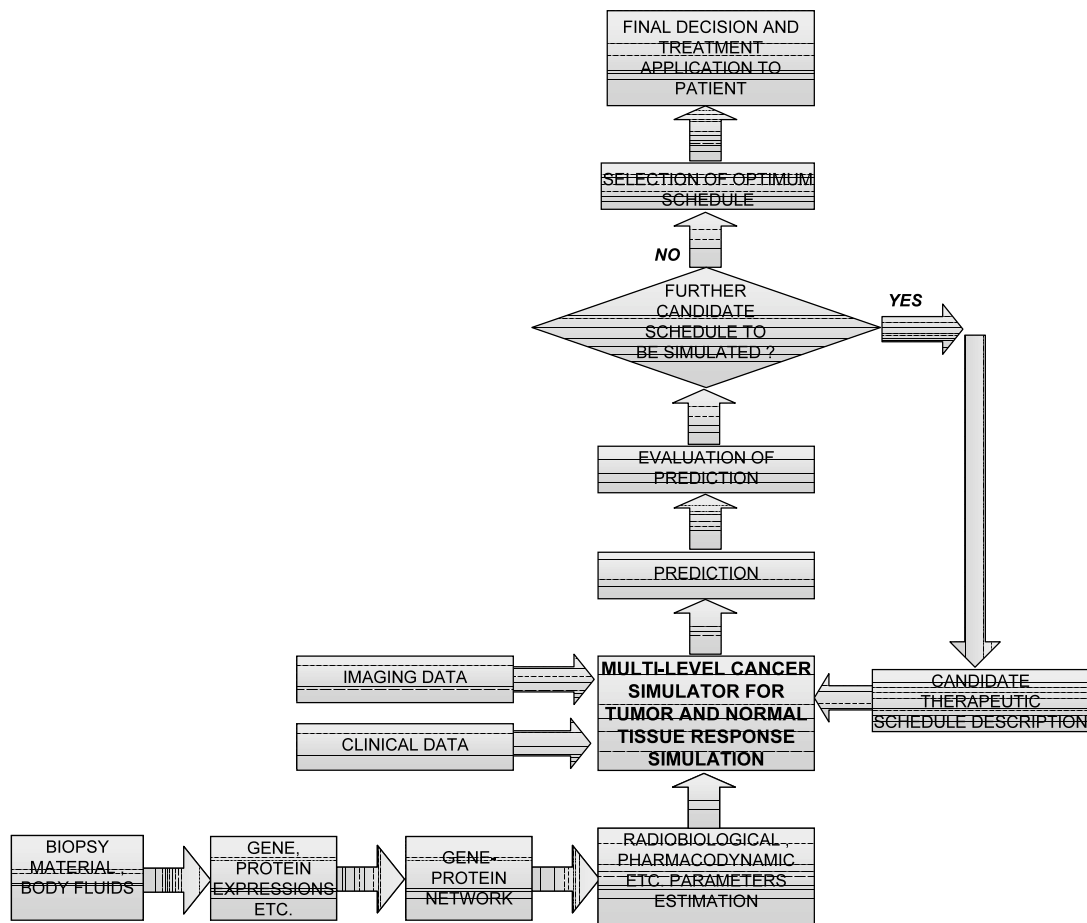 FINAL DECISION AND
TREATMENT
APPLICATION TO
PATIENT
SELECTION OF OPTIMUM
SCHEDULE
NO
FURTHER
CANDIDATE
SCHEDULE TO
BE SIMULATED ?
YES
EVALUATION OF
PREDICTION
PREDICTION
IMAGING DATA
CLINICAL DATA
MULTI-LEVEL CANCER
SIMULATOR FOR
TUMOR AND NORMAL
TISSUE RESPONSE
SIMULATION
CANDIDATE
THERAPEUTIC
SCHEDULE DESCRIPTION
BIOPSY
MATERIAL ,
BODY FLUIDS
GENE,
PROTEIN
EXPRESSIONS
ETC.
GENE-
PROTEIN
NETWORK
RADIOBIOLOGICAL ,
PHARMACODYNAMIC
ETC. PARAMETERS
ESTIMATION